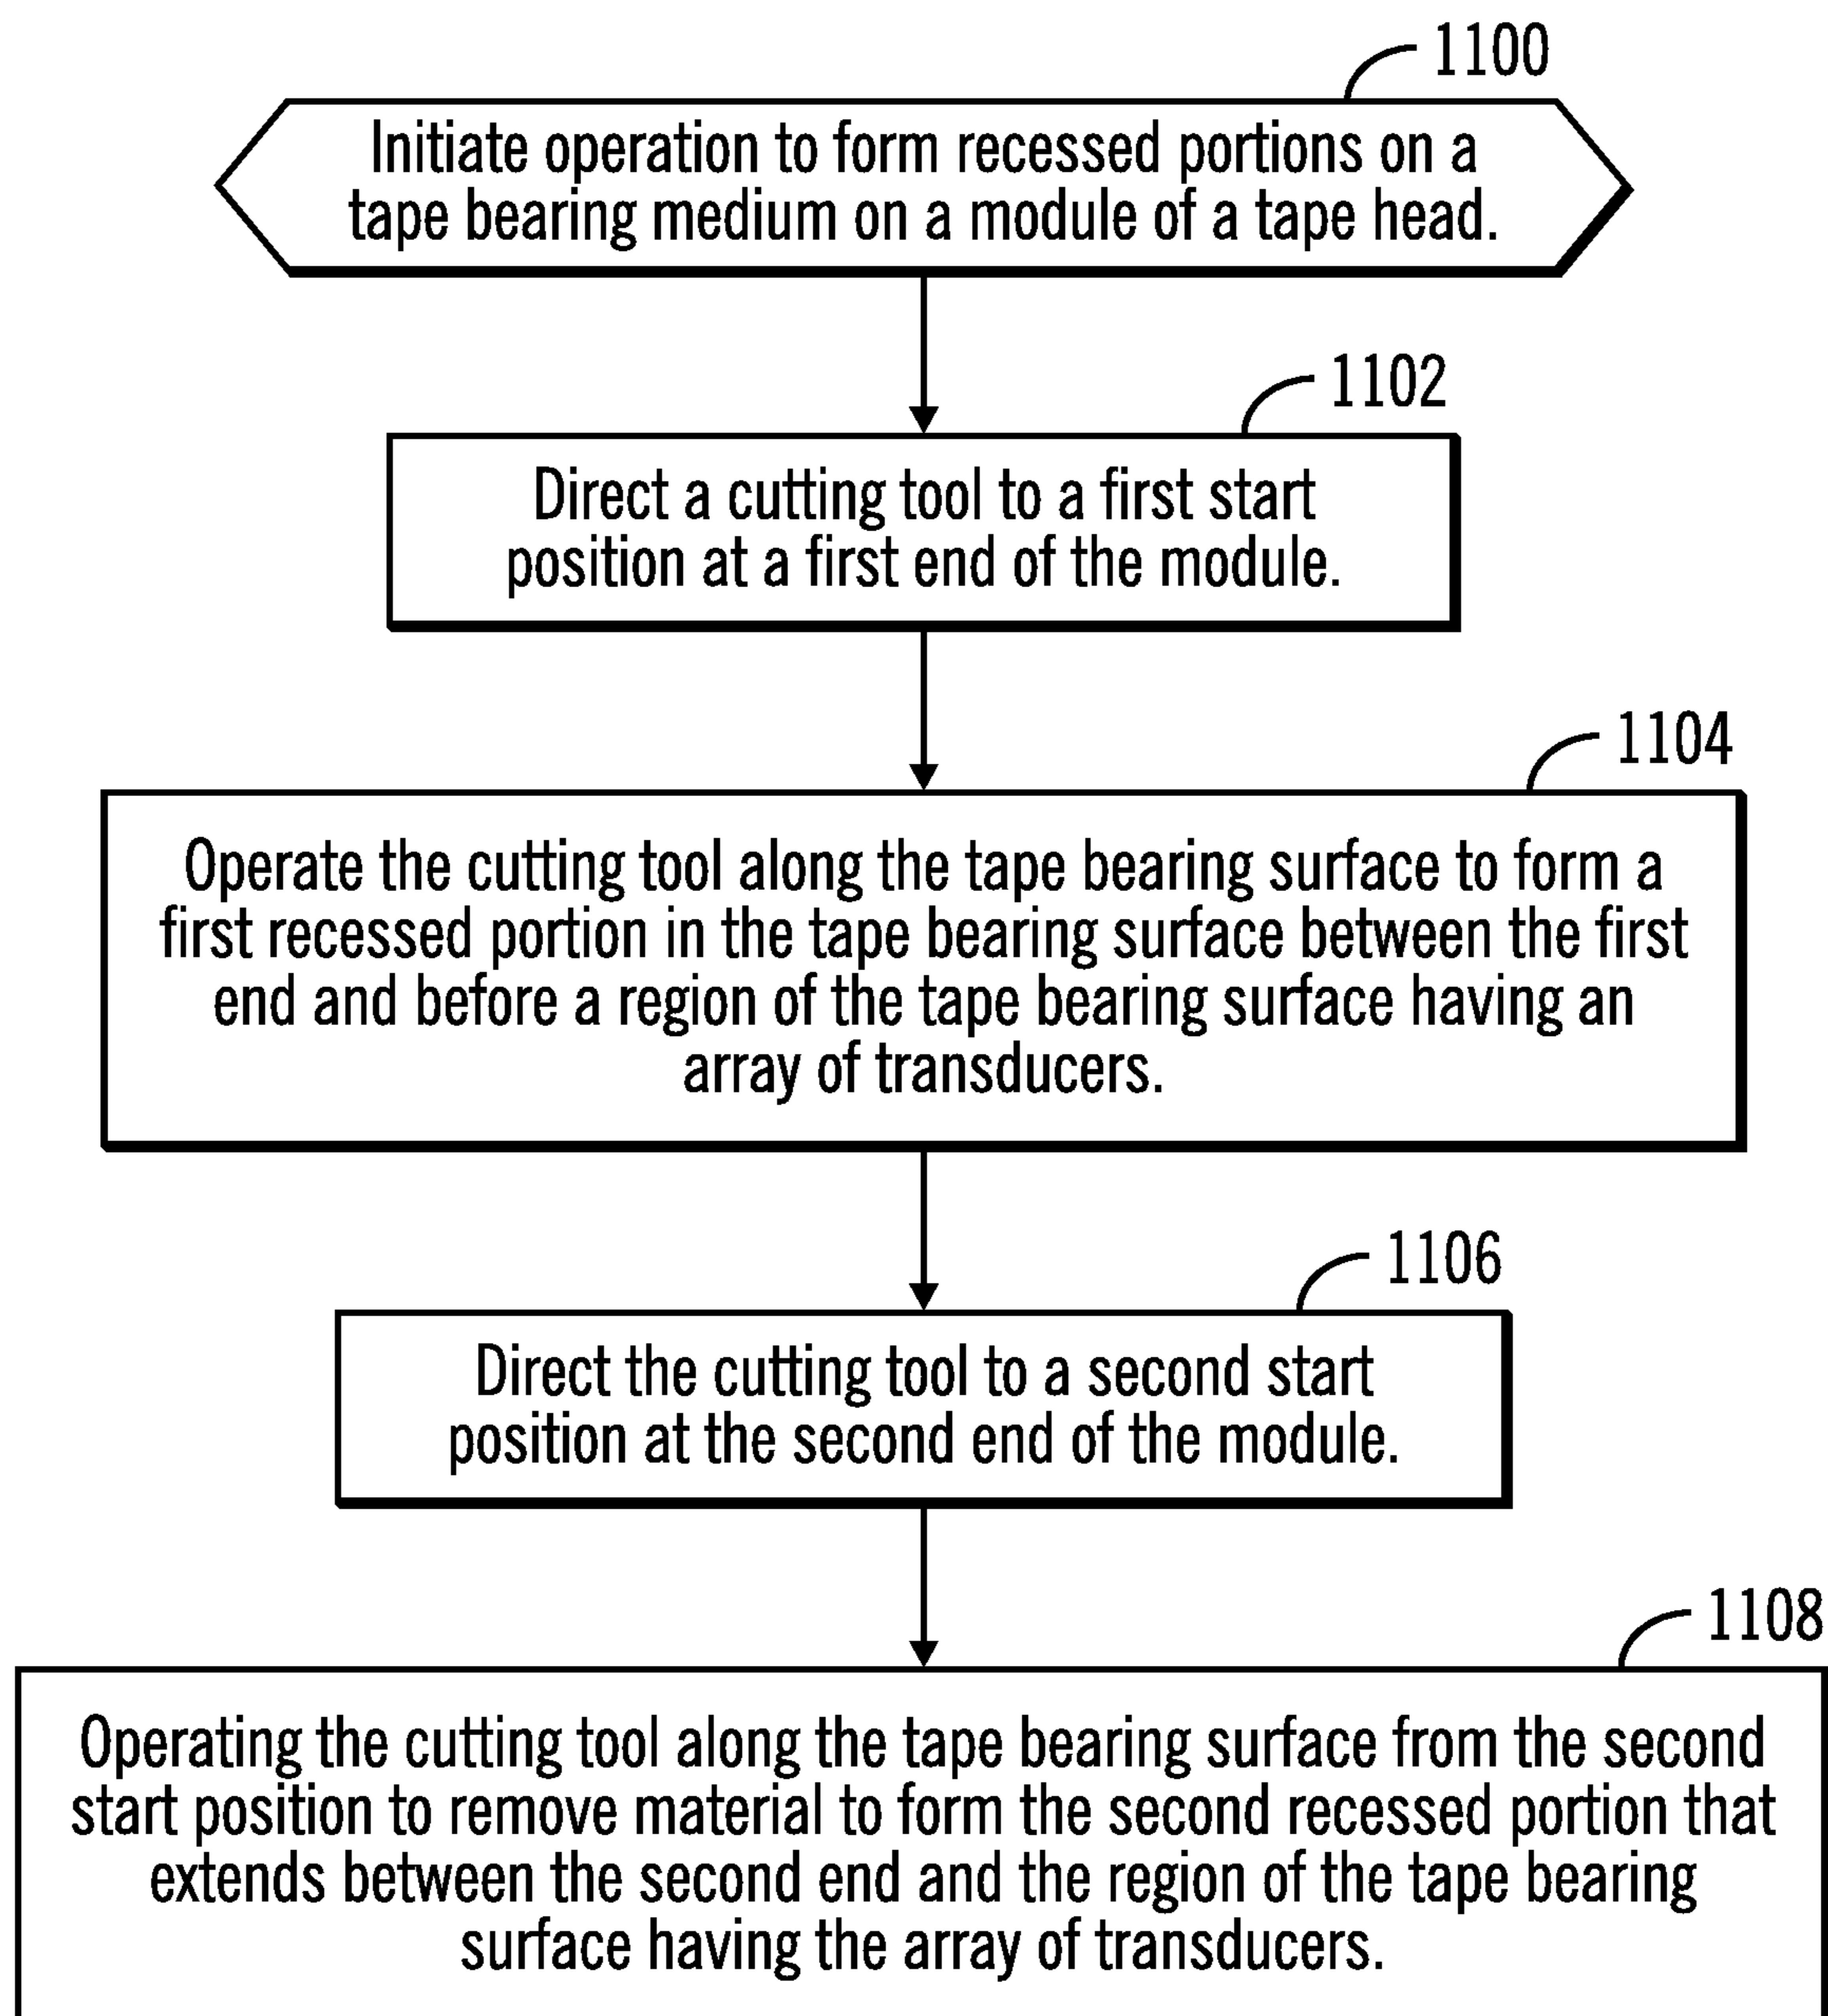 1100
Initiate operation to form recessed portions on a
tape bearing medium on a module of a tape head.
1102
Direct a cutting tool to a first start
position at a first end of the module.
1104
Operate the cutting tool along the tape bearing surface to form a
first recessed portion in the tape bearing surface between the first
end and before a region of the tape bearing surface having an
array of transducers.
1106
Direct the cutting tool to a second start
position at the second end of the module.
1108
Operating the cutting tool along the tape bearing surface from the second
start position to remove material to form the second recessed portion that
extends between the second end and the region of the tape bearing
surface having the array of transducers.